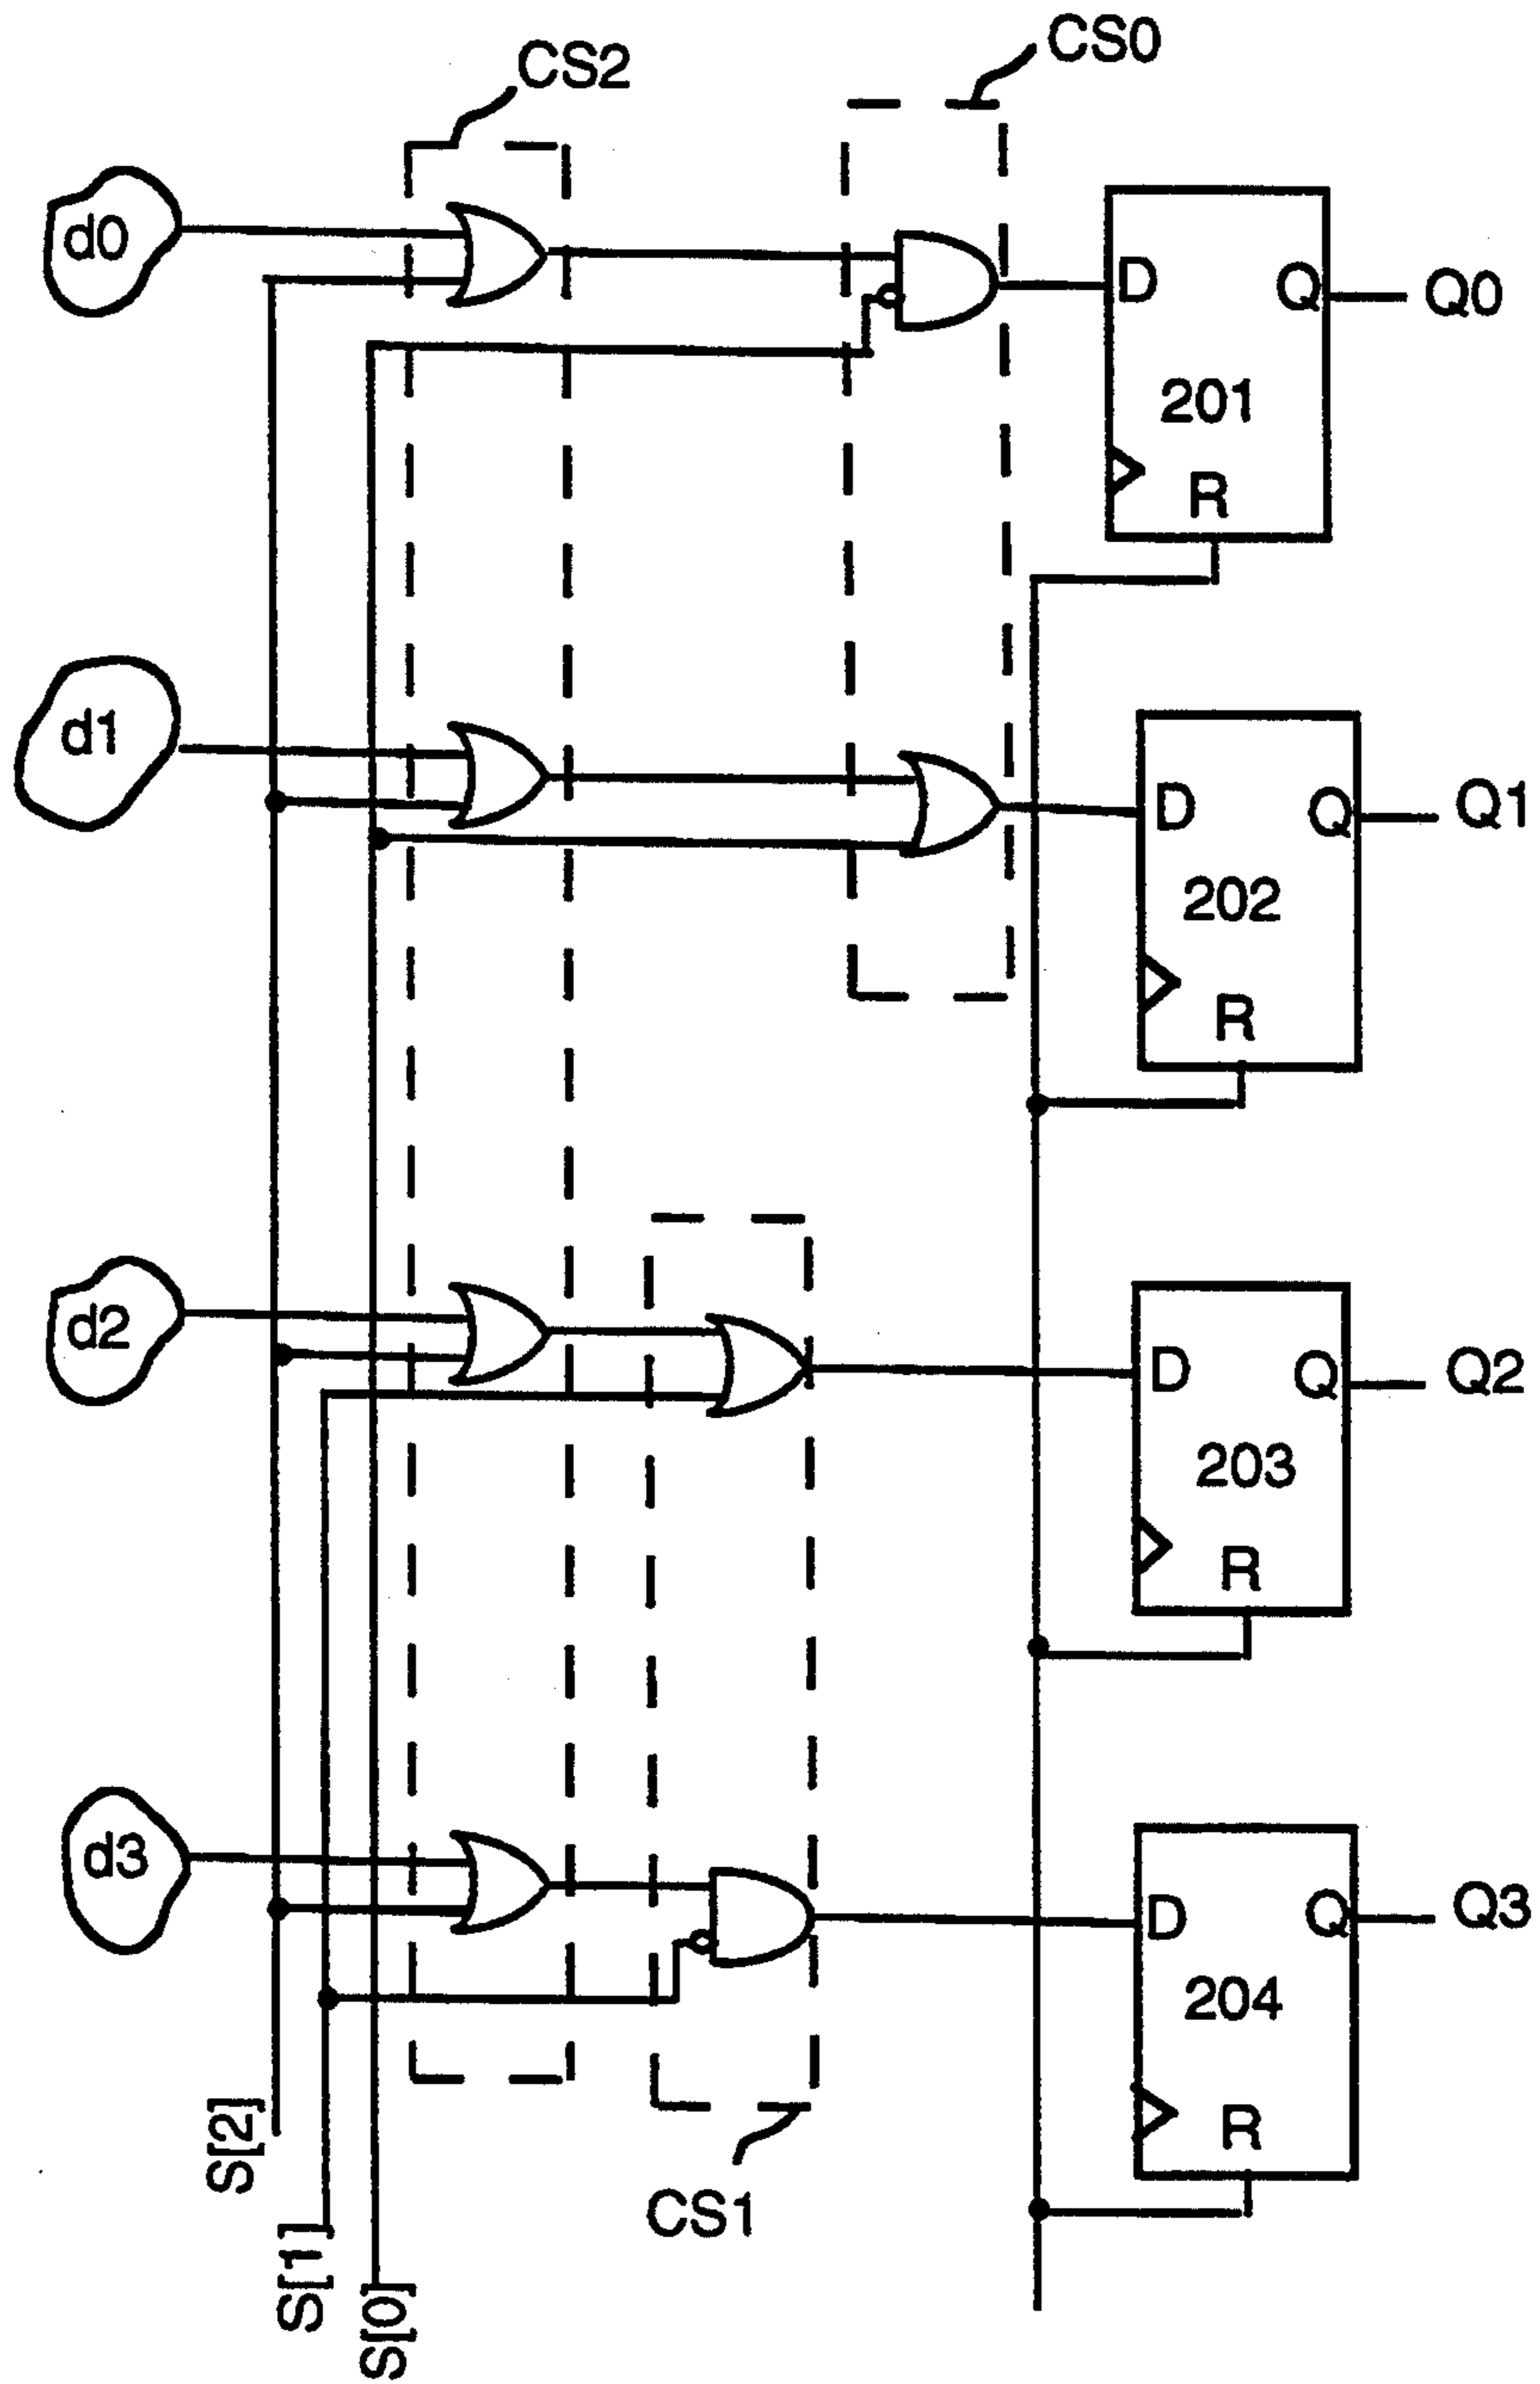 CS2
CS0
d0
D
Q
Q0
201
R
d1
D
Q
Q1
202
R
d2
D
Q
Q2
203
R
d3
D
Q
Q3
204
R
S[2]
S[1]
S[0]
CS1